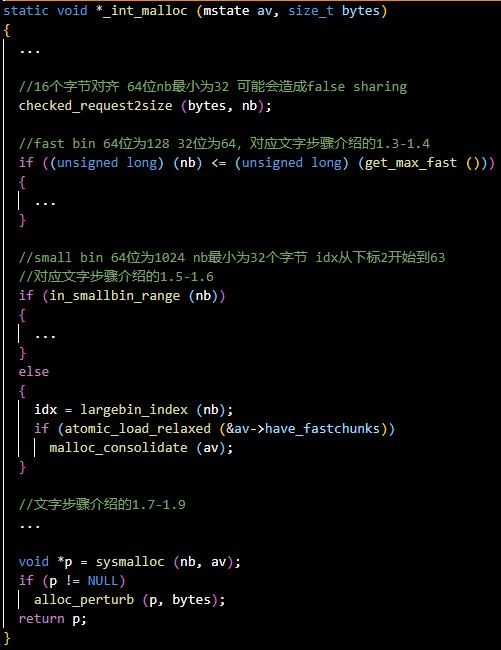 static void *_int_malloc (mstate av, size_t bytes)
{
...
//16个字节对齐 64位nb最小为32 可能会造成false sharing
checked_request2size (bytes, nb);
//fast bin 64位为128 32位为64, 对应文字步骤介绍的1.3-1.4
if ((unsigned long) (nb) <= (unsigned long) (get_max_fast ()))
{
...
}
//small bin 64位为1024 nb最小为32个字节 idx从下标2开始到63
//对应文字步骤介绍的1.5-1.6
if (in_smallbin_range (nb))
{
...
}
else
{
idx = largebin_index (nb);
if (atomic_load_relaxed (&av->have_fastchunks))
malloc_consolidate (av);
}
//文字步骤介绍的1.7-1.9
...
void *p = sysmalloc (nb, av);
if (p != NULL)
alloc_perturb (p, bytes);
return p;
}